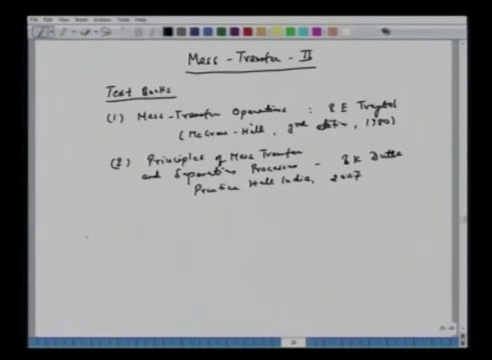 Mass - Transfer - II
Text Books
(1) Mass-Transfer Operations : R E Treybal
(McGraw-Hill, 3rd edition, 1980)
(2) Principles of Mass Transfer
and Separation Processes - B K Dutta
Prentice Hall India, 2007